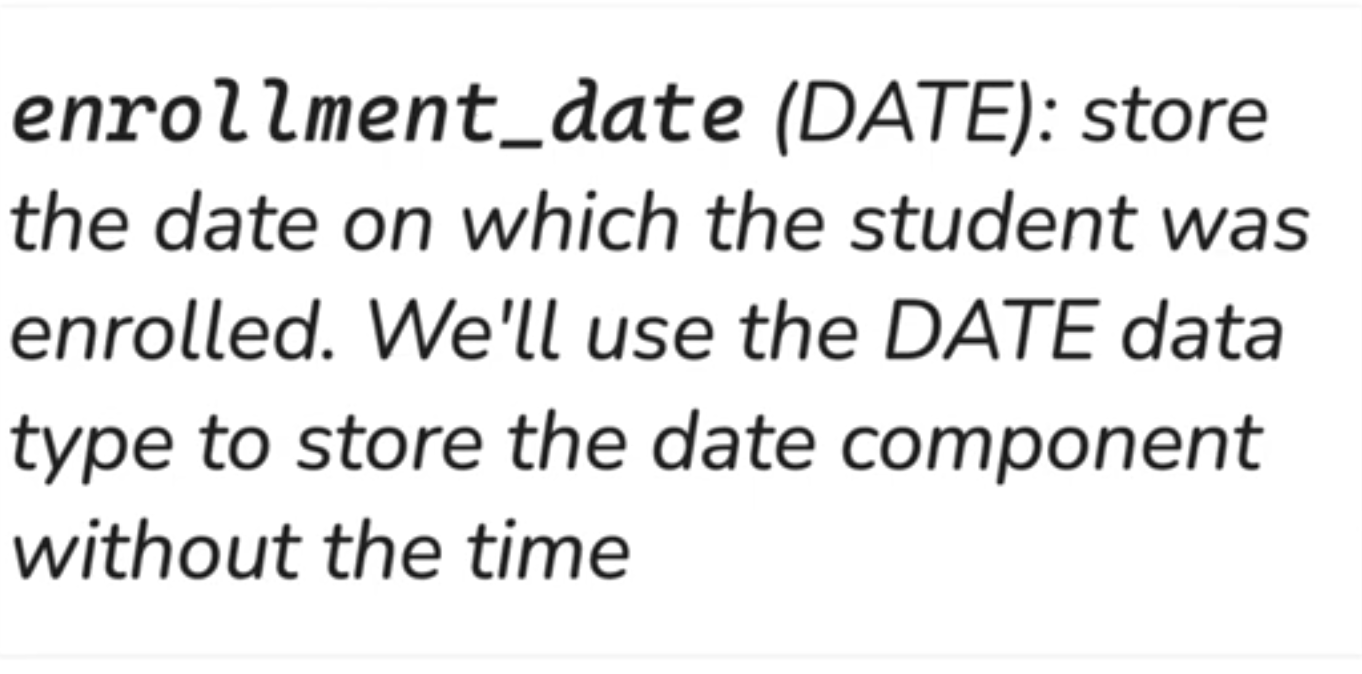 enrollment_date (DATE): store
the date on which the student was
enrolled. We'll use the DATE data
type to store the date component
without the time